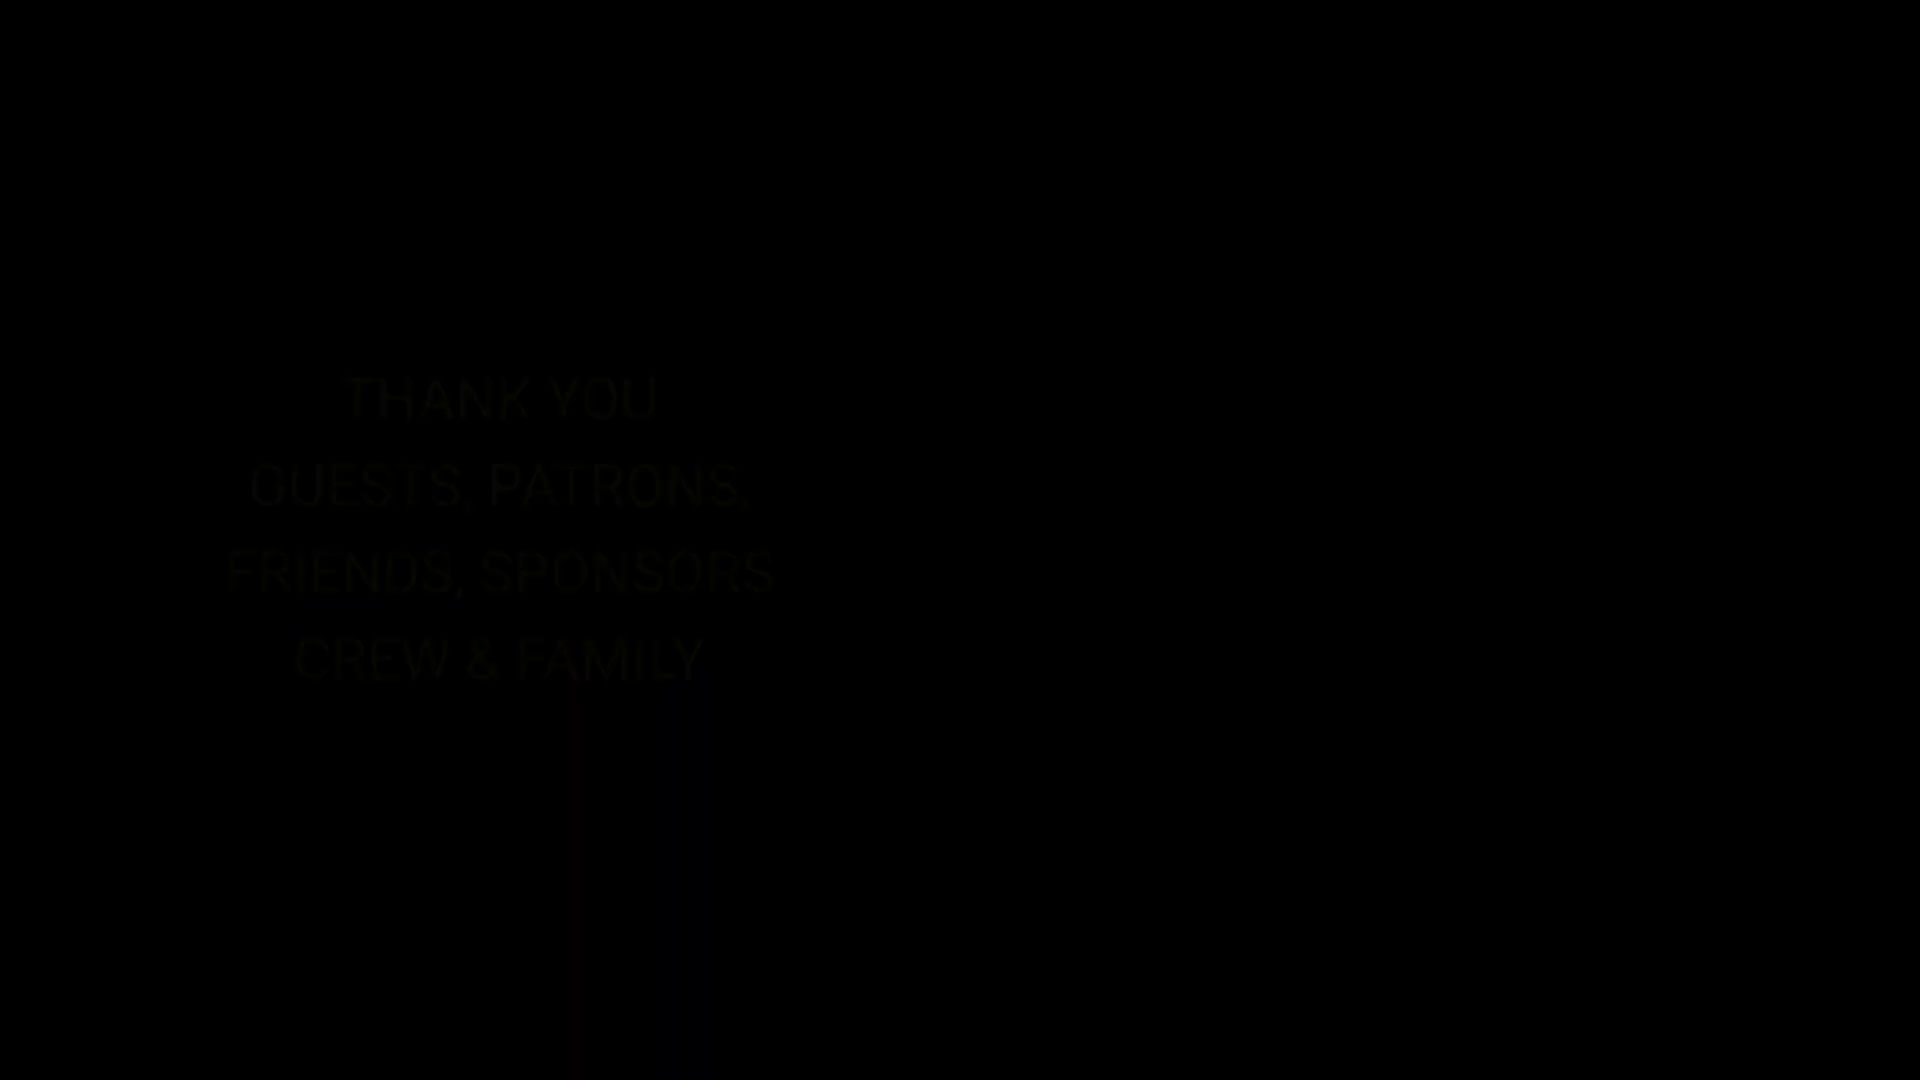 THANK YOU
GUESTS, PATRONS,
FRIENDS, SPONSORS
CREW & FAMILY